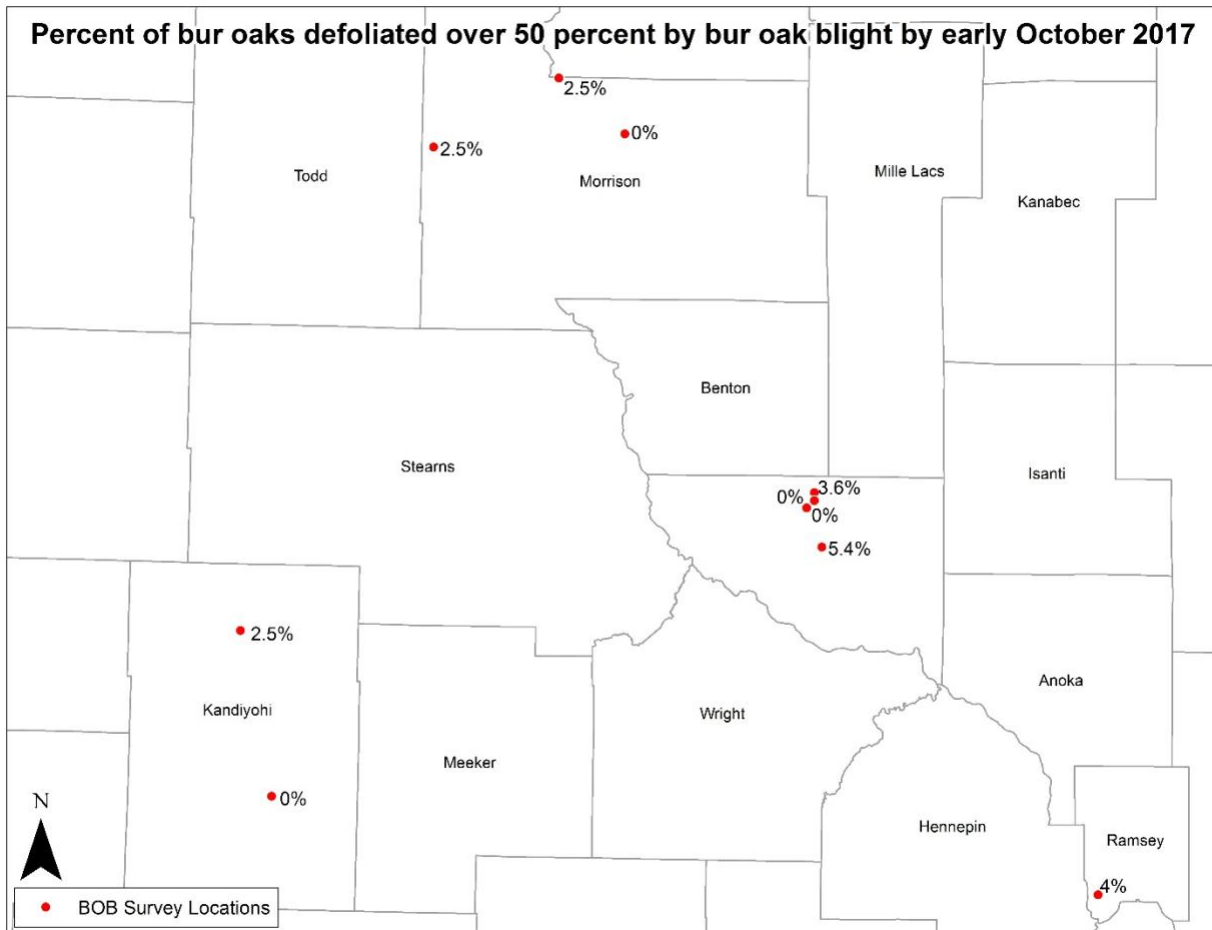 Percent of bur oaks defoliated over 50 percent by bur oak blight by early October 2017
2.5%
0%
2.5%
Todd
Morrison
Mille Lacs
Kanabec
Benton
Stearns
Isanti
3.6%
0%
0%
5.4%
2.5%
Anoka
Kandiyohi
Wright
Meeker
0%
N
Hennepin
Ramsey
4%
BOB Survey Locations